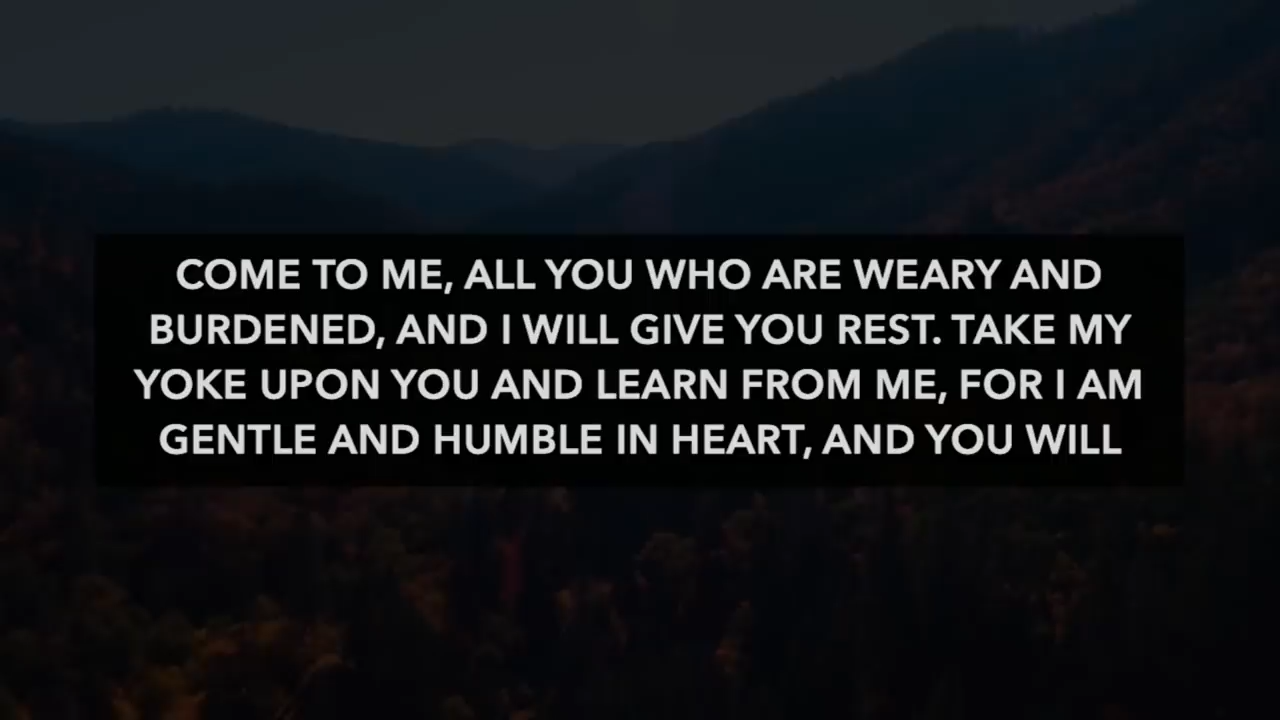 COME TO ME, ALL YOU WHO ARE WEARY AND
BURDENED, AND I WILL GIVE YOU REST. TAKE MY
YOKE UPON YOU AND LEARN FROM ME, FOR I AM
GENTLE AND HUMBLE IN HEART, AND YOU WILL